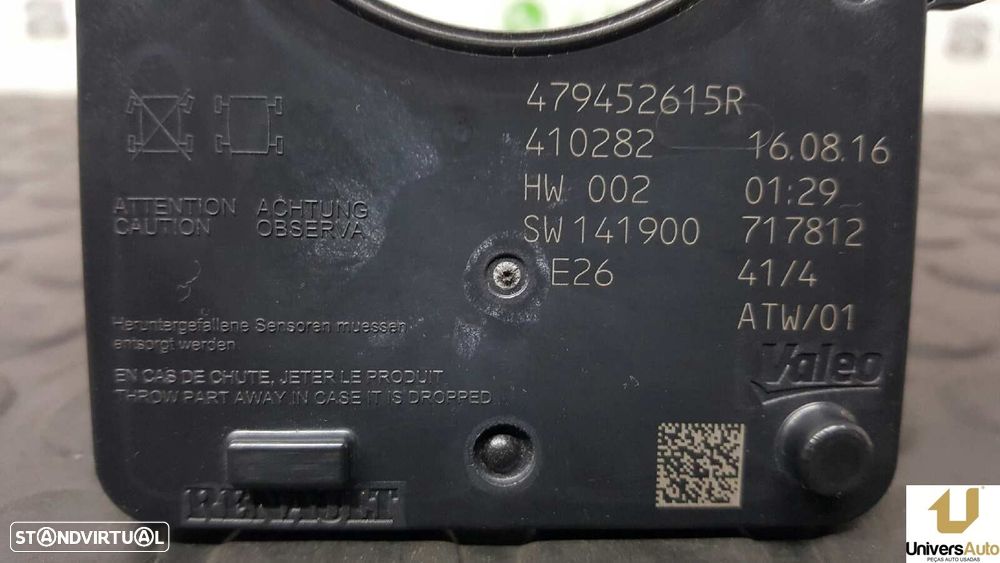 479452615R
410282 16.08.16
HW 002 01:29
SW 141900 717812
E26 41/4
ATW/01
Valeo
ATTENTION ACHTUNG
CAUTION OBSERVA
Heruntergefallene Sensoren muessen
entsorgt werden
EN CAS DE CHUTE, JETER LE PRODUIT
THROW PART AWAY IN CASE IT IS DROPPED
RENAULT
STANDVIRTUAL
UniversAuto
PEÇAS AUTO USADAS